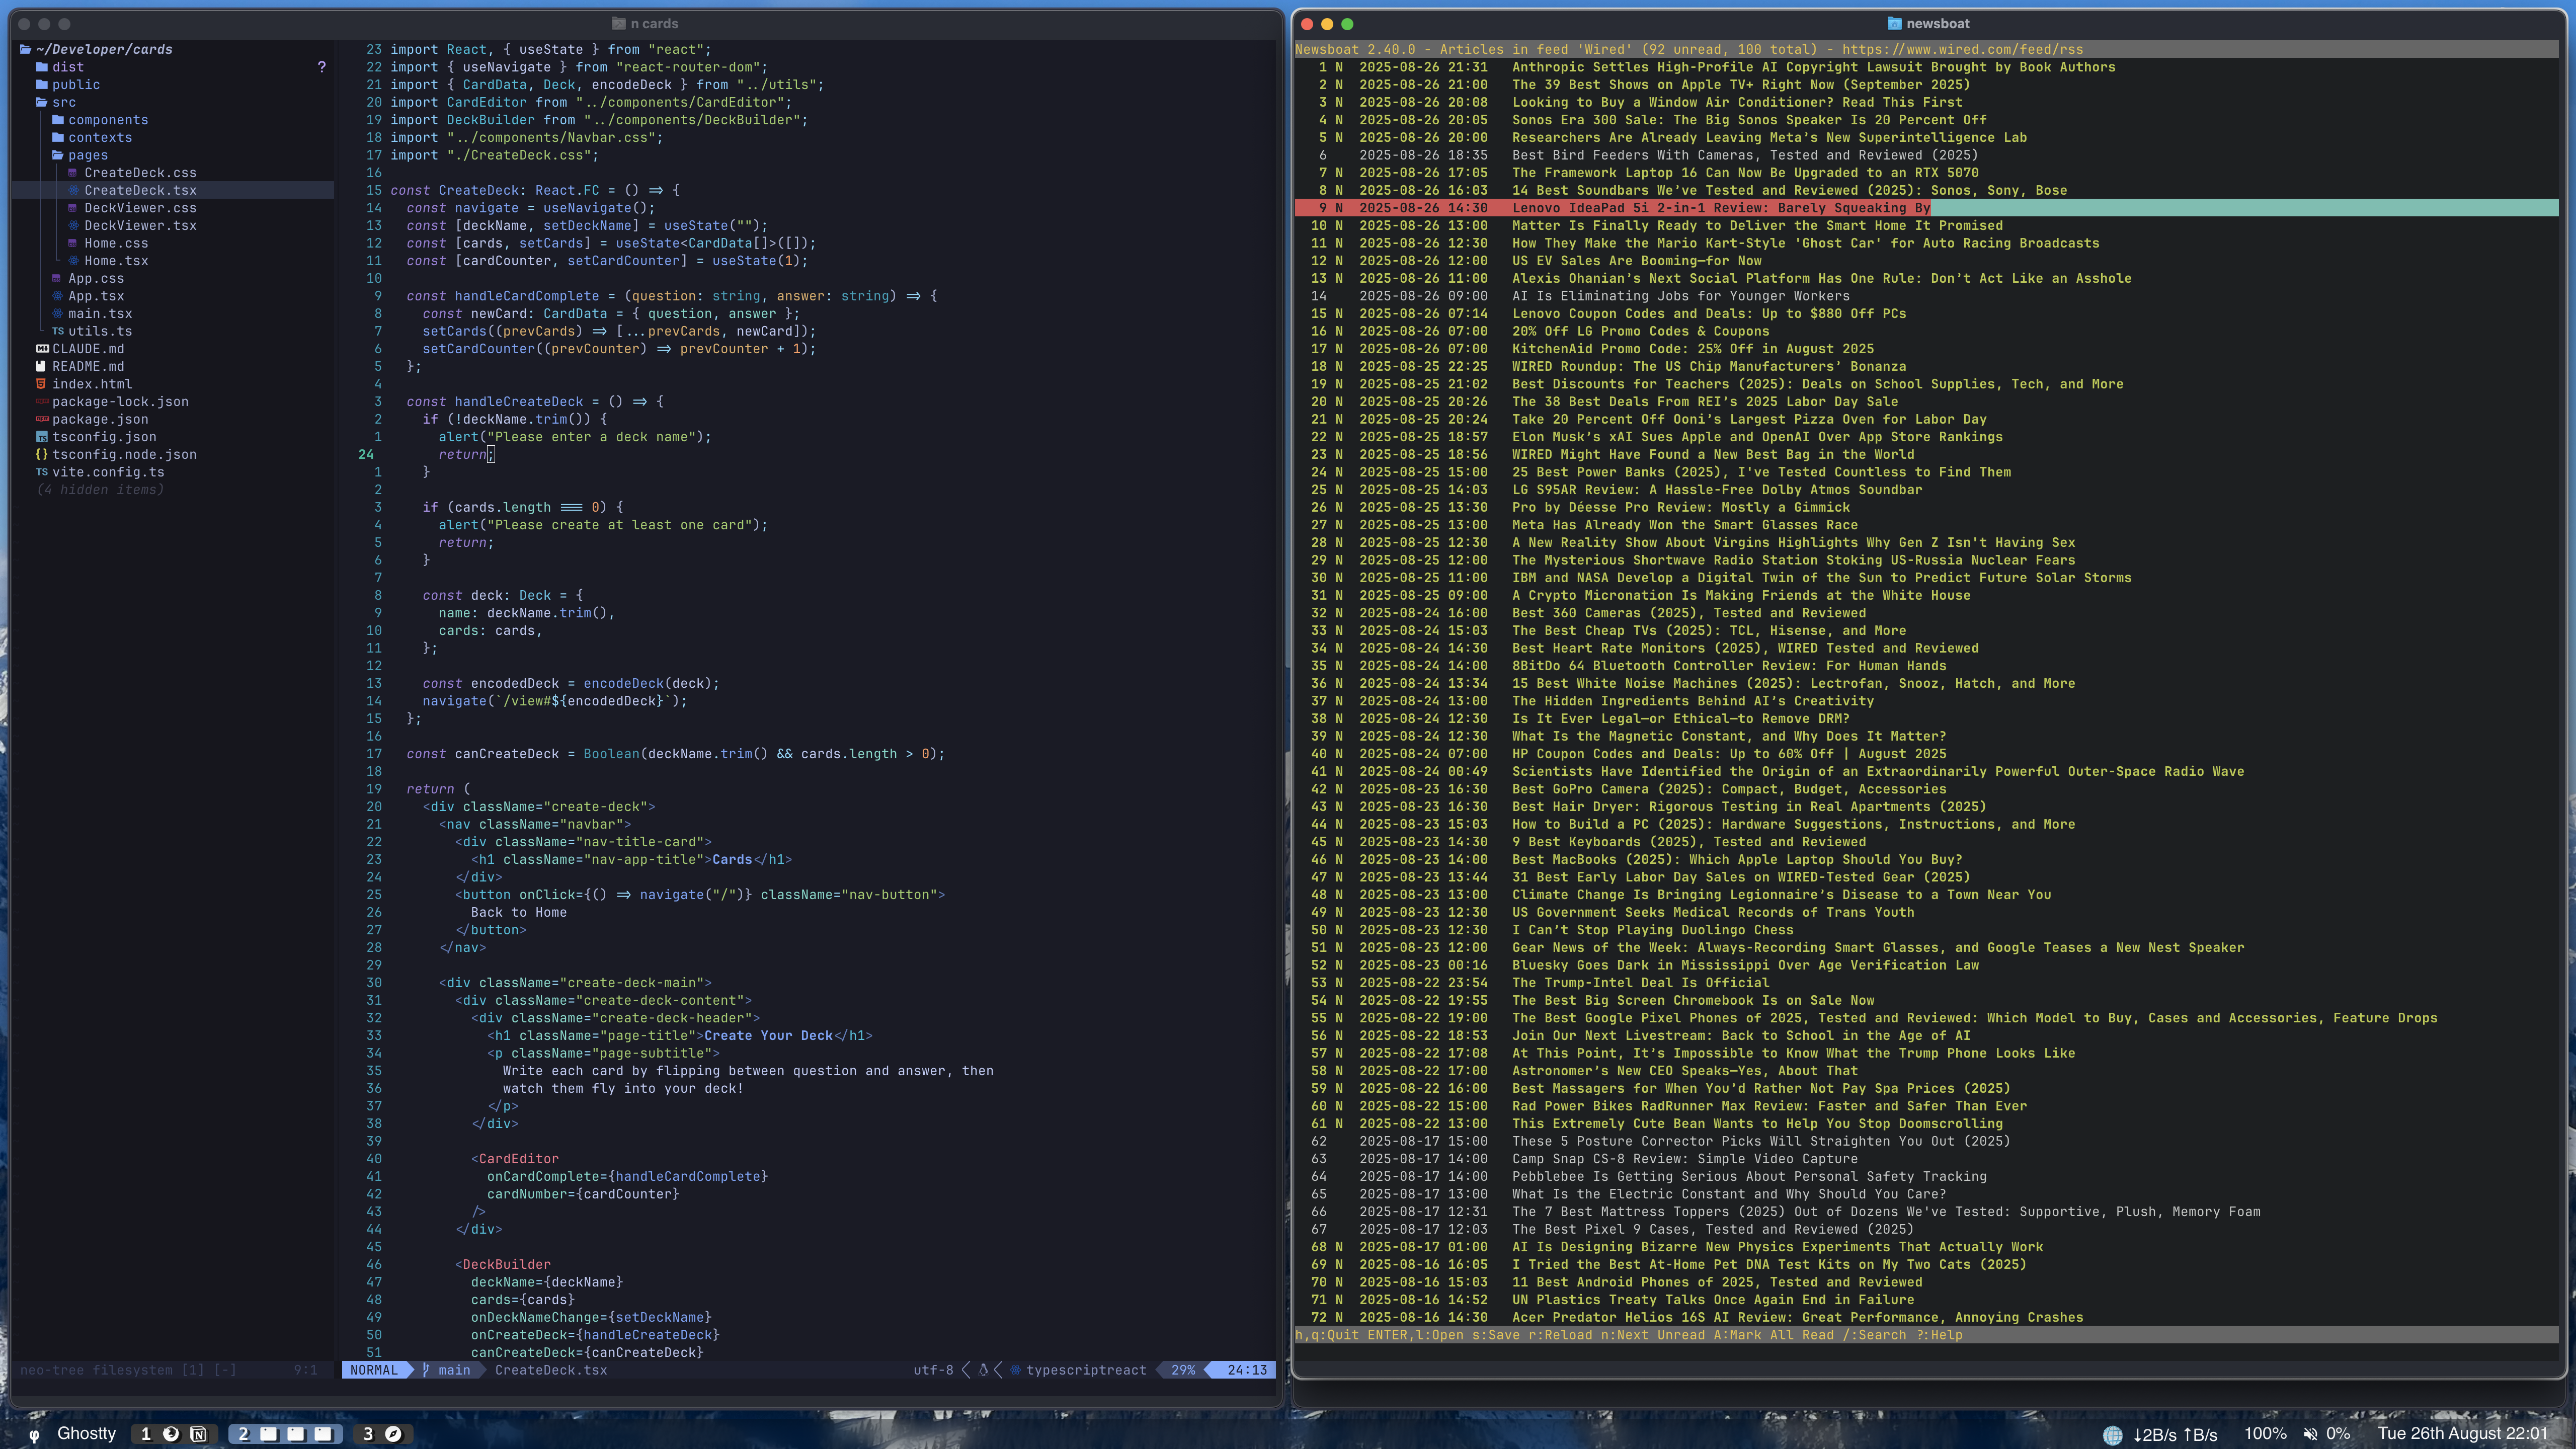 n cards
~/Developer/cards
dist ?
public
src
components
contexts
pages
CreateDeck.css
CreateDeck.tsx
DeckViewer.css
DeckViewer.tsx
Home.css
Home.tsx
App.css
App.tsx
main.tsx
TS utils.ts
CLAUDE.md
README.md
index.html
package-lock.json
package.json
tsconfig.json
{} tsconfig.node.json
TS vite.config.ts
(4 hidden items)
neo-tree filesystem [1] [-] 9:1
23 import React, { useState } from "react";
22 import { useNavigate } from "react-router-dom";
21 import { CardData, Deck, encodeDeck } from "../utils";
20 import CardEditor from "../components/CardEditor";
19 import DeckBuilder from "../components/DeckBuilder";
18 import "../components/Navbar.css";
17 import "./CreateDeck.css";
16
15 const CreateDeck: React.FC = () => {
14 const navigate = useNavigate();
13 const [deckName, setDeckName] = useState("");
12 const [cards, setCards] = useState<CardData[]>([]);
11 const [cardCounter, setCardCounter] = useState(1);
10
9 const handleCardComplete = (question: string, answer: string) => {
8 const newCard: CardData = { question, answer };
7 setCards((prevCards) => [...prevCards, newCard]);
6 setCardCounter((prevCounter) => prevCounter + 1);
5 };
4
3 const handleCreateDeck = () => {
2 if (!deckName.trim()) {
1 alert("Please enter a deck name");
24 return;
1 }
2
3 if (cards.length === 0) {
4 alert("Please create at least one card");
5 return;
6 }
7
8 const deck: Deck = {
9 name: deckName.trim(),
10 cards: cards,
11 };
12
13 const encodedDeck = encodeDeck(deck);
14 navigate(`/view#${encodedDeck}`);
15 };
16
17 const canCreateDeck = Boolean(deckName.trim() && cards.length > 0);
18
19 return (
20 <div className="create-deck">
21 <nav className="navbar">
22 <div className="nav-title-card">
23 <h1 className="nav-app-title">Cards</h1>
24 </div>
25 <button onClick={() => navigate("/")} className="nav-button">
26 Back to Home
27 </button>
28 </nav>
29
30 <div className="create-deck-main">
31 <div className="create-deck-content">
32 <div className="create-deck-header">
33 <h1 className="page-title">Create Your Deck</h1>
34 <p className="page-subtitle">
35 Write each card by flipping between question and answer, then
36 watch them fly into your deck!
37 </p>
38 </div>
39
40 <CardEditor
41 onCardComplete={handleCardComplete}
42 cardNumber={cardCounter}
43 />
44 </div>
45
46 <DeckBuilder
47 deckName={deckName}
48 cards={cards}
49 onDeckNameChange={setDeckName}
50 onCreateDeck={handleCreateDeck}
51 canCreateDeck={canCreateDeck}
NORMAL main CreateDeck.tsx utf-8 typescriptreact 29% 24:13
newsboat
Newsboat 2.40.0 - Articles in feed 'Wired' (92 unread, 100 total) - https://www.wired.com/feed/rss
1 N 2025-08-26 21:31 Anthropic Settles High-Profile AI Copyright Lawsuit Brought by Book Authors
2 N 2025-08-26 21:00 The 39 Best Shows on Apple TV+ Right Now (September 2025)
3 N 2025-08-26 20:08 Looking to Buy a Window Air Conditioner? Read This First
4 N 2025-08-26 20:05 Sonos Era 300 Sale: The Big Sonos Speaker Is 20 Percent Off
5 N 2025-08-26 20:00 Researchers Are Already Leaving Meta’s New Superintelligence Lab
6 2025-08-26 18:35 Best Bird Feeders With Cameras, Tested and Reviewed (2025)
7 N 2025-08-26 17:05 The Framework Laptop 16 Can Now Be Upgraded to an RTX 5070
8 N 2025-08-26 16:03 14 Best Soundbars We’ve Tested and Reviewed (2025): Sonos, Sony, Bose
9 N 2025-08-26 14:30 Lenovo IdeaPad 5i 2-in-1 Review: Barely Squeaking By
10 N 2025-08-26 13:00 Matter Is Finally Ready to Deliver the Smart Home It Promised
11 N 2025-08-26 12:30 How They Make the Mario Kart-Style 'Ghost Car' for Auto Racing Broadcasts
12 N 2025-08-26 12:00 US EV Sales Are Booming—for Now
13 N 2025-08-26 11:00 Alexis Ohanian’s Next Social Platform Has One Rule: Don’t Act Like an Asshole
14 2025-08-26 09:00 AI Is Eliminating Jobs for Younger Workers
15 N 2025-08-26 07:14 Lenovo Coupon Codes and Deals: Up to $880 Off PCs
16 N 2025-08-26 07:00 20% Off LG Promo Codes & Coupons
17 N 2025-08-26 07:00 KitchenAid Promo Code: 25% Off in August 2025
18 N 2025-08-25 22:25 WIRED Roundup: The US Chip Manufacturers’ Bonanza
19 N 2025-08-25 21:02 Best Discounts for Teachers (2025): Deals on School Supplies, Tech, and More
20 N 2025-08-25 20:26 The 38 Best Deals From REI’s 2025 Labor Day Sale
21 N 2025-08-25 20:24 Take 20 Percent Off Ooni’s Largest Pizza Oven for Labor Day
22 N 2025-08-25 18:57 Elon Musk’s xAI Sues Apple and OpenAI Over App Store Rankings
23 N 2025-08-25 18:56 WIRED Might Have Found a New Best Bag in the World
24 N 2025-08-25 15:00 25 Best Power Banks (2025), I've Tested Countless to Find Them
25 N 2025-08-25 14:03 LG S95AR Review: A Hassle-Free Dolby Atmos Soundbar
26 N 2025-08-25 13:30 Pro by Déesse Pro Review: Mostly a Gimmick
27 N 2025-08-25 13:00 Meta Has Already Won the Smart Glasses Race
28 N 2025-08-25 12:30 A New Reality Show About Virgins Highlights Why Gen Z Isn't Having Sex
29 N 2025-08-25 12:00 The Mysterious Shortwave Radio Station Stoking US-Russia Nuclear Fears
30 N 2025-08-25 11:00 IBM and NASA Develop a Digital Twin of the Sun to Predict Future Solar Storms
31 N 2025-08-25 09:00 A Crypto Micronation Is Making Friends at the White House
32 N 2025-08-24 16:00 Best 360 Cameras (2025), Tested and Reviewed
33 N 2025-08-24 15:03 The Best Cheap TVs (2025): TCL, Hisense, and More
34 N 2025-08-24 14:30 Best Heart Rate Monitors (2025), WIRED Tested and Reviewed
35 N 2025-08-24 14:00 8BitDo 64 Bluetooth Controller Review: For Human Hands
36 N 2025-08-24 13:34 15 Best White Noise Machines (2025): Lectrofan, Snooz, Hatch, and More
37 N 2025-08-24 13:00 The Hidden Ingredients Behind AI’s Creativity
38 N 2025-08-24 12:30 Is It Ever Legal—or Ethical—to Remove DRM?
39 N 2025-08-24 12:30 What Is the Magnetic Constant, and Why Does It Matter?
40 N 2025-08-24 07:00 HP Coupon Codes and Deals: Up to 60% Off | August 2025
41 N 2025-08-24 00:49 Scientists Have Identified the Origin of an Extraordinarily Powerful Outer-Space Radio Wave
42 N 2025-08-23 16:30 Best GoPro Camera (2025): Compact, Budget, Accessories
43 N 2025-08-23 16:30 Best Hair Dryer: Rigorous Testing in Real Apartments (2025)
44 N 2025-08-23 15:03 How to Build a PC (2025): Hardware Suggestions, Instructions, and More
45 N 2025-08-23 14:30 9 Best Keyboards (2025), Tested and Reviewed
46 N 2025-08-23 14:00 Best MacBooks (2025): Which Apple Laptop Should You Buy?
47 N 2025-08-23 13:44 31 Best Early Labor Day Sales on WIRED-Tested Gear (2025)
48 N 2025-08-23 13:00 Climate Change Is Bringing Legionnaire’s Disease to a Town Near You
49 N 2025-08-23 12:30 US Government Seeks Medical Records of Trans Youth
50 N 2025-08-23 12:30 I Can’t Stop Playing Duolingo Chess
51 N 2025-08-23 12:00 Gear News of the Week: Always-Recording Smart Glasses, and Google Teases a New Nest Speaker
52 N 2025-08-23 00:16 Bluesky Goes Dark in Mississippi Over Age Verification Law
53 N 2025-08-22 23:54 The Trump-Intel Deal Is Official
54 N 2025-08-22 19:55 The Best Big Screen Chromebook Is on Sale Now
55 N 2025-08-22 19:00 The Best Google Pixel Phones of 2025, Tested and Reviewed: Which Model to Buy, Cases and Accessories, Feature Drops
56 N 2025-08-22 18:53 Join Our Next Livestream: Back to School in the Age of AI
57 N 2025-08-22 17:08 At This Point, It’s Impossible to Know What the Trump Phone Looks Like
58 N 2025-08-22 17:00 Astronomer’s New CEO Speaks—Yes, About That
59 N 2025-08-22 16:00 Best Massagers for When You’d Rather Not Pay Spa Prices (2025)
60 N 2025-08-22 15:00 Rad Power Bikes RadRunner Max Review: Faster and Safer Than Ever
61 N 2025-08-22 13:00 This Extremely Cute Bean Wants to Help You Stop Doomscrolling
62 2025-08-17 15:00 These 5 Posture Corrector Picks Will Straighten You Out (2025)
63 2025-08-17 14:00 Camp Snap CS-8 Review: Simple Video Capture
64 2025-08-17 14:00 Pebblebee Is Getting Serious About Personal Safety Tracking
65 2025-08-17 13:00 What Is the Electric Constant and Why Should You Care?
66 2025-08-17 12:31 The 7 Best Mattress Toppers (2025) Out of Dozens We've Tested: Supportive, Plush, Memory Foam
67 2025-08-17 12:03 The Best Pixel 9 Cases, Tested and Reviewed (2025)
68 N 2025-08-17 01:00 AI Is Designing Bizarre New Physics Experiments That Actually Work
69 N 2025-08-16 16:05 I Tried the Best At-Home Pet DNA Test Kits on My Two Cats (2025)
70 N 2025-08-16 15:03 11 Best Android Phones of 2025, Tested and Reviewed
71 N 2025-08-16 14:52 UN Plastics Treaty Talks Once Again End in Failure
72 N 2025-08-16 14:30 Acer Predator Helios 16S AI Review: Great Performance, Annoying Crashes
h,q:Quit ENTER,l:Open s:Save r:Reload n:Next Unread A:Mark All Read /:Search ?:Help
φ Ghostty 1 2 3 ↓2B/s ↑B/s 100% 0% Tue 26th August 22:01